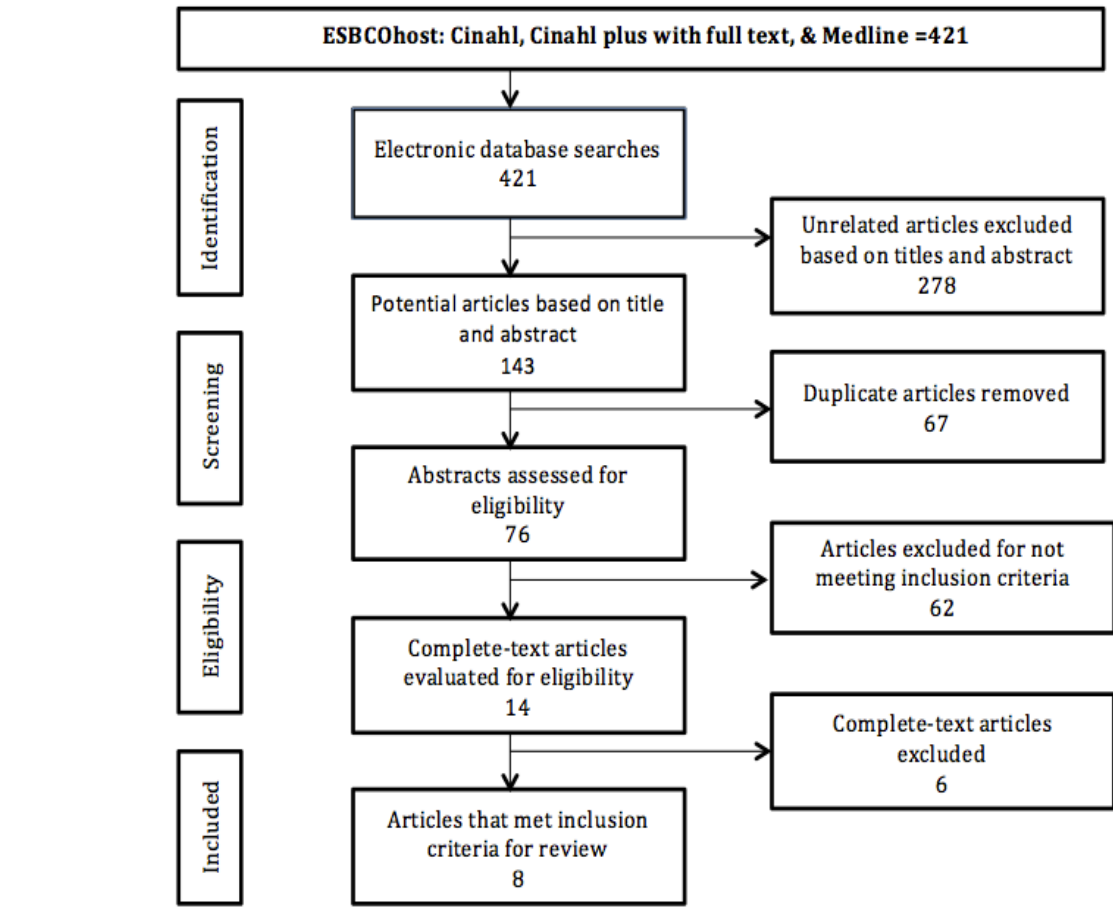 ESBCOhost: Cinahl, Cinahl plus with full text, & Medline =421
Identification
Electronic database searches
421
Unrelated articles excluded
based on titles and abstract
278
Potential articles based on title
and abstract
143
Screening
Duplicate articles removed
67
Abstracts assessed for
eligibility
76
Eligibility
Articles excluded for not
meeting inclusion criteria
62
Complete-text articles
evaluated for eligibility
14
Complete-text articles
excluded
6
Included
Articles that met inclusion
criteria for review
8